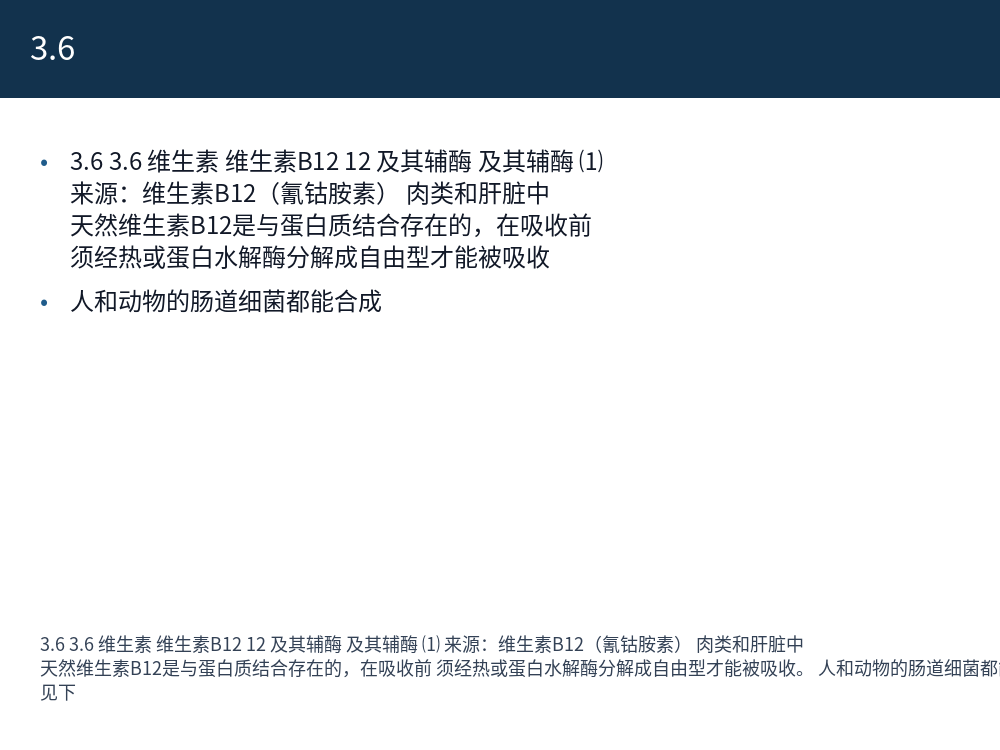 3.6
• 3.6 3.6 维生素 维生素B12 12 及其辅酶 及其辅酶 ⑴
来源：维生素B12（氰钴胺素） 肉类和肝脏中
天然维生素B12是与蛋白质结合存在的，在吸收前
须经热或蛋白水解酶分解成自由型才能被吸收
• 人和动物的肠道细菌都能合成
3.6 3.6 维生素 维生素B12 12 及其辅酶 及其辅酶 ⑴ 来源：维生素B12（氰钴胺素） 肉类和肝脏中
天然维生素B12是与蛋白质结合存在的，在吸收前 须经热或蛋白水解酶分解成自由型才能被吸收。 人和动物的肠道细菌都
见下